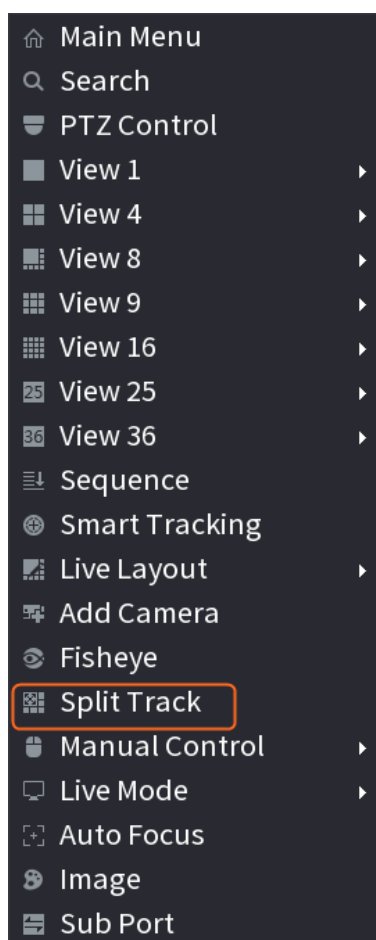 Main Menu
Search
PTZ Control
View 1
View 4
View 8
View 9
View 16
25 View 25
36 View 36
Sequence
Smart Tracking
Live Layout
Add Camera
Fisheye
Split Track
Manual Control
Live Mode
Auto Focus
Image
Sub Port